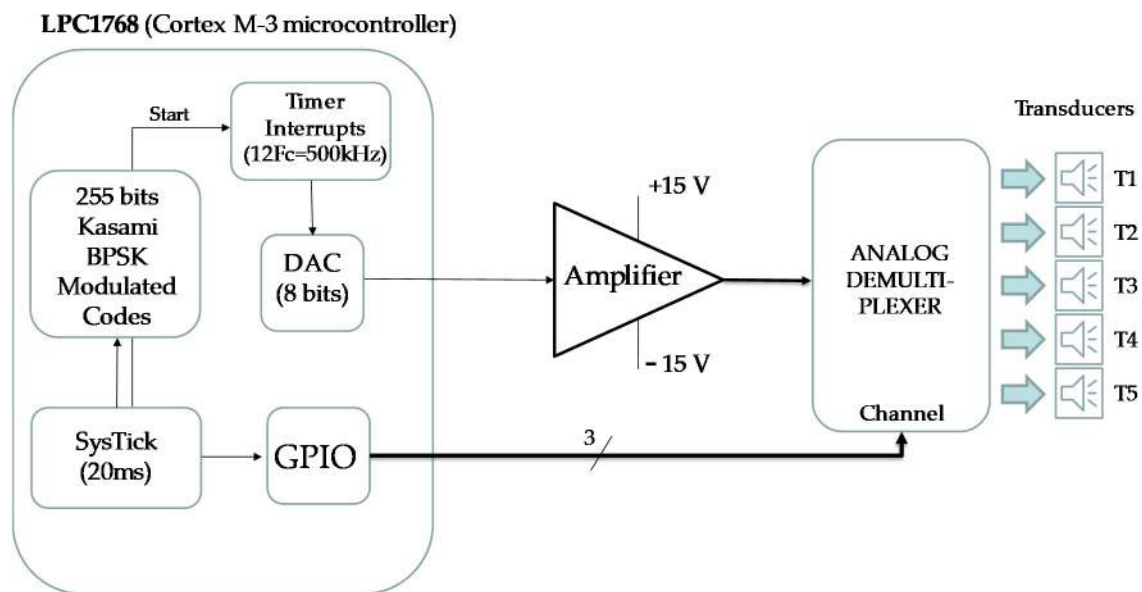 LPC1768 (Cortex M-3 microcontroller)
Start
Timer
Interrupts
(12Fc=500kHz)
255 bits
Kasami
BPSK
Modulated
Codes
DAC
(8 bits)
SysTick
(20ms)
GPIO
+15 V
Amplifier
- 15 V
3
ANALOG
DEMULTI-
PLEXER
Channel
Transducers
T1
T2
T3
T4
T5